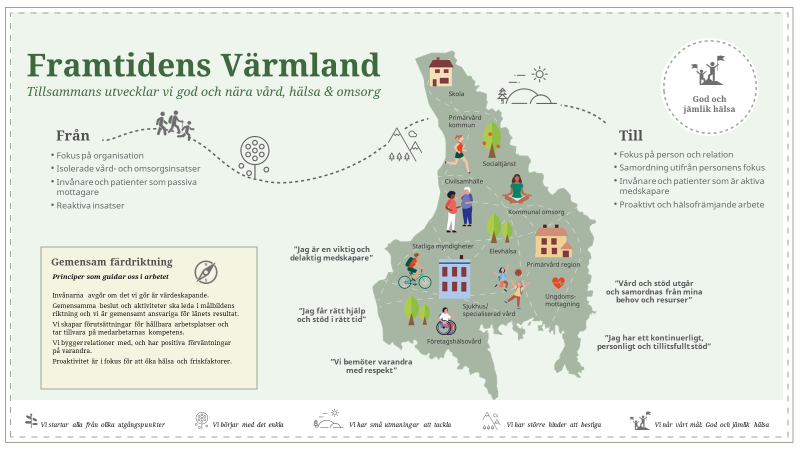 Framtidens Värmland
Tillsammans utvecklar vi god och nära vård, hälsa & omsorg
God och
jämlik hälsa
Från
• Fokus på organisation
• Isolerade vård- och omsorgsinsatser
• Invånare och patienter som passiva
mottagare
• Reaktiva insatser
Till
• Fokus på person och relation
• Samordning utifrån personens fokus
• Invånare och patienter som är aktiva
medskapare
• Proaktivt och hälsofrämjande arbete
Skola
Primärvård
kommun
Socialtjänst
Civilsamhälle
Kommunal omsorg
Statliga myndigheter
Elevhälsa
Primärvård region
Ungdoms-
mottagning
Sjukhus/
specialiserad vård
Företagshälsovård
Gemensam färdriktning
Principer som guidar oss i arbetet
Invånarna avgör om det vi gör är värdeskapande.
Gemensamma beslut och aktiviteter ska leda i målbildens
riktning och vi är gemensamt ansvariga för länets resultat.
Vi skapar förutsättningar för hållbara arbetsplatser och
tar tillvara på medarbetarnas kompetens.
Vi bygger relationer med, och har positiva förväntningar
på varandra.
Proaktivitet är i fokus för att öka hälsa och friskfaktorer.
"Jag är en viktig och
delaktig medskapare"
"Jag får rätt hjälp
och stöd i rätt tid"
"Vi bemöter varandra
med respekt"
"Vård och stöd utgår
och samordnas från mina
behov och resurser"
"Jag har ett kontinuerligt,
personligt och tillitsfullt stöd"
Vi startar alla från olika utgångspunkter
Vi börjar med det enkla
Vi har små utmaningar att tackla
Vi har större hinder att bestiga
Vi når vårt mål: God och jämlik hälsa